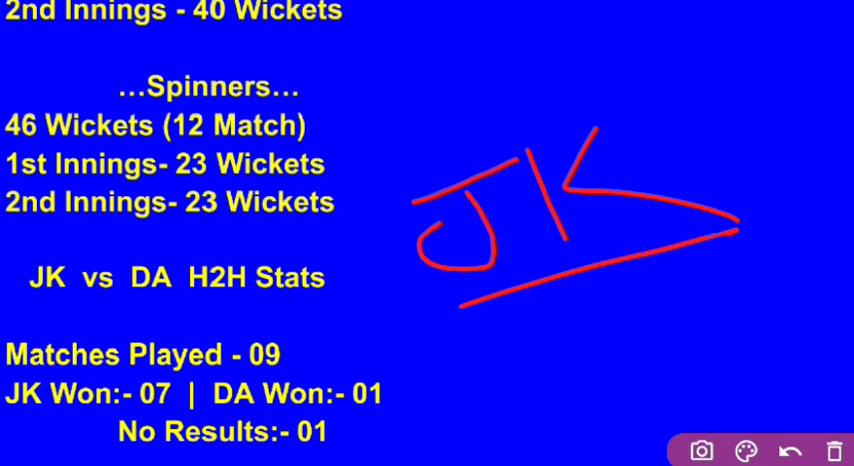 2nd Innings - 40 Wickets
...Spinners...
46 Wickets (12 Match)
1st Innings- 23 Wickets
2nd Innings- 23 Wickets
JK
JK vs DA H2H Stats
Matches Played - 09
JK Won:- 07 | DA Won:- 01
No Results:- 01